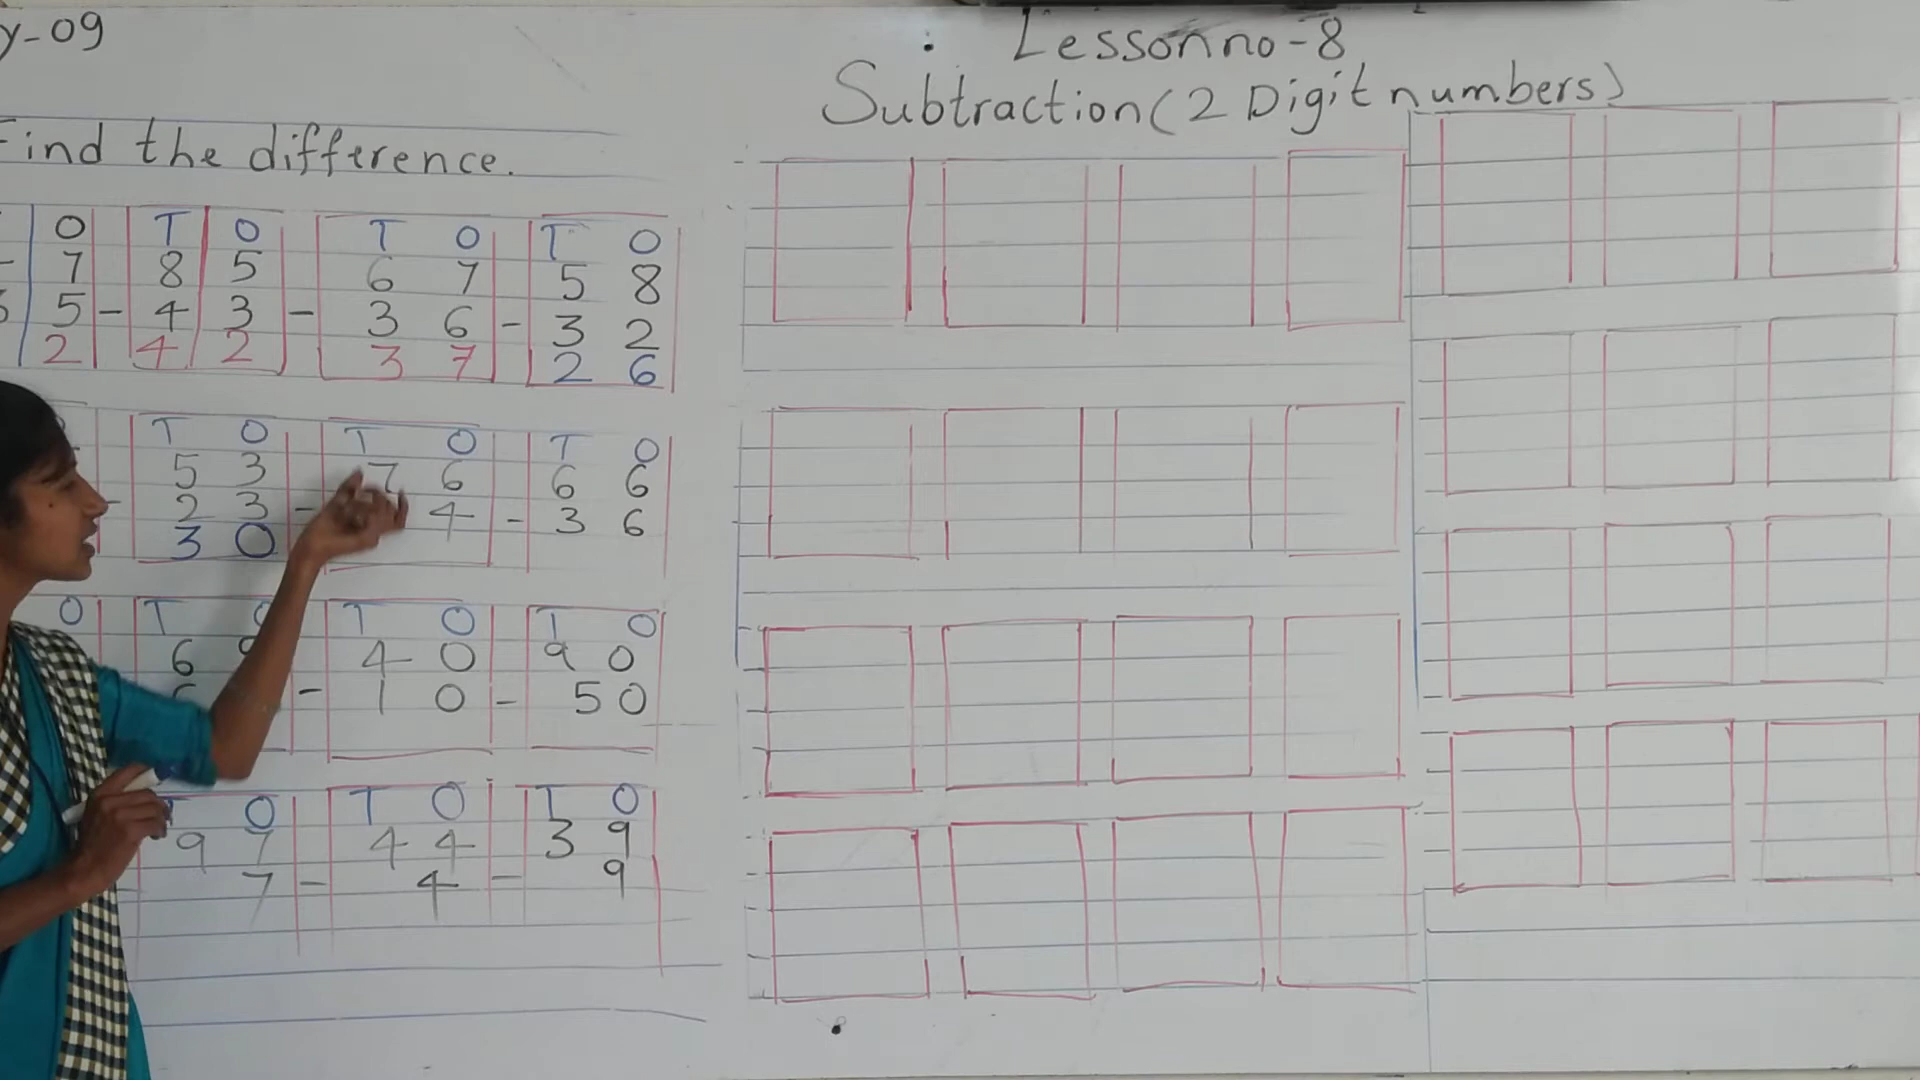 y-09
Lesson no-8
Subtraction (2 Digit numbers)
Find the difference.
O T O T O T O
7 8 5 6 7 5 8
5 - 4 3 - 3 6 - 3 2
2 4 2 3 7 2 6
T O T O T O
5 3 7 6 6 6
- 2 3 - 4 - 3 6
3 0
O T T O T O
6 9 4 0 9 0
- 1 0 - 5 0
T O T O T O
9 7 4 4 3 9
- 7 - 4 - 9